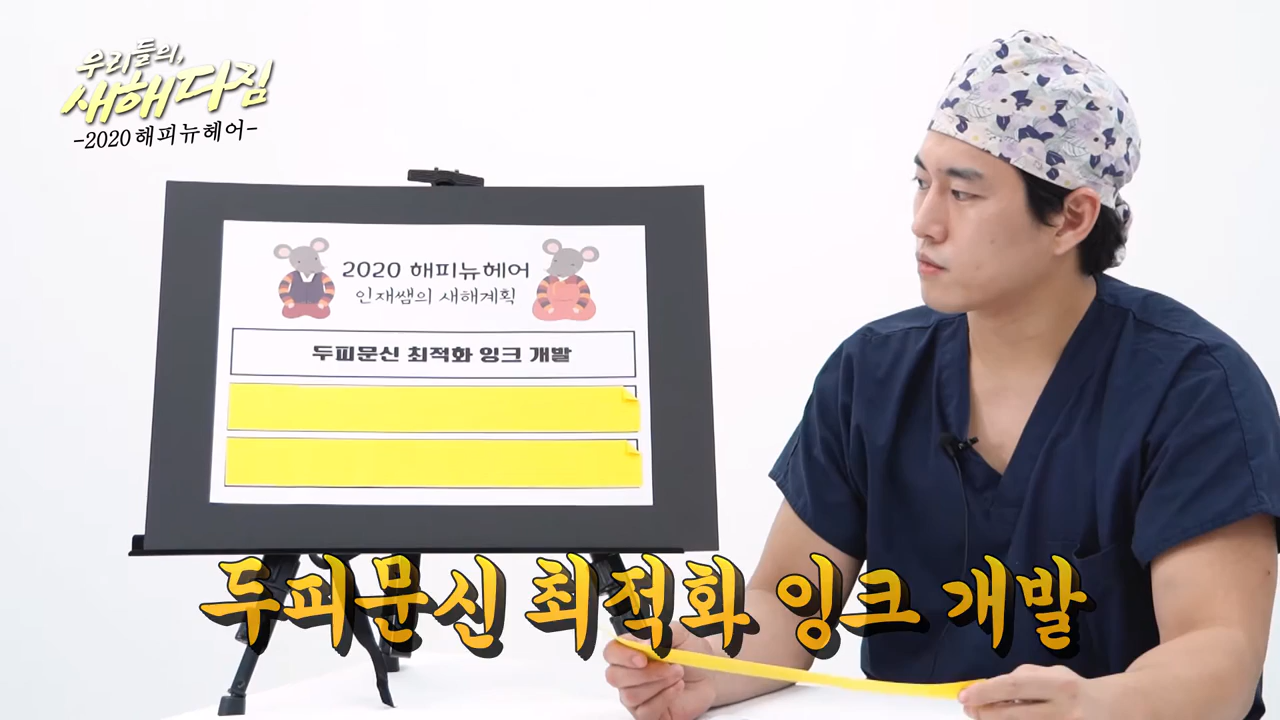 우리들의,
새해다짐
-2020 해피뉴헤어-
2020 해피뉴헤어
인재쌤의 새해계획
두피문신 최적화 잉크 개발
두피문신 최적화 잉크 개발